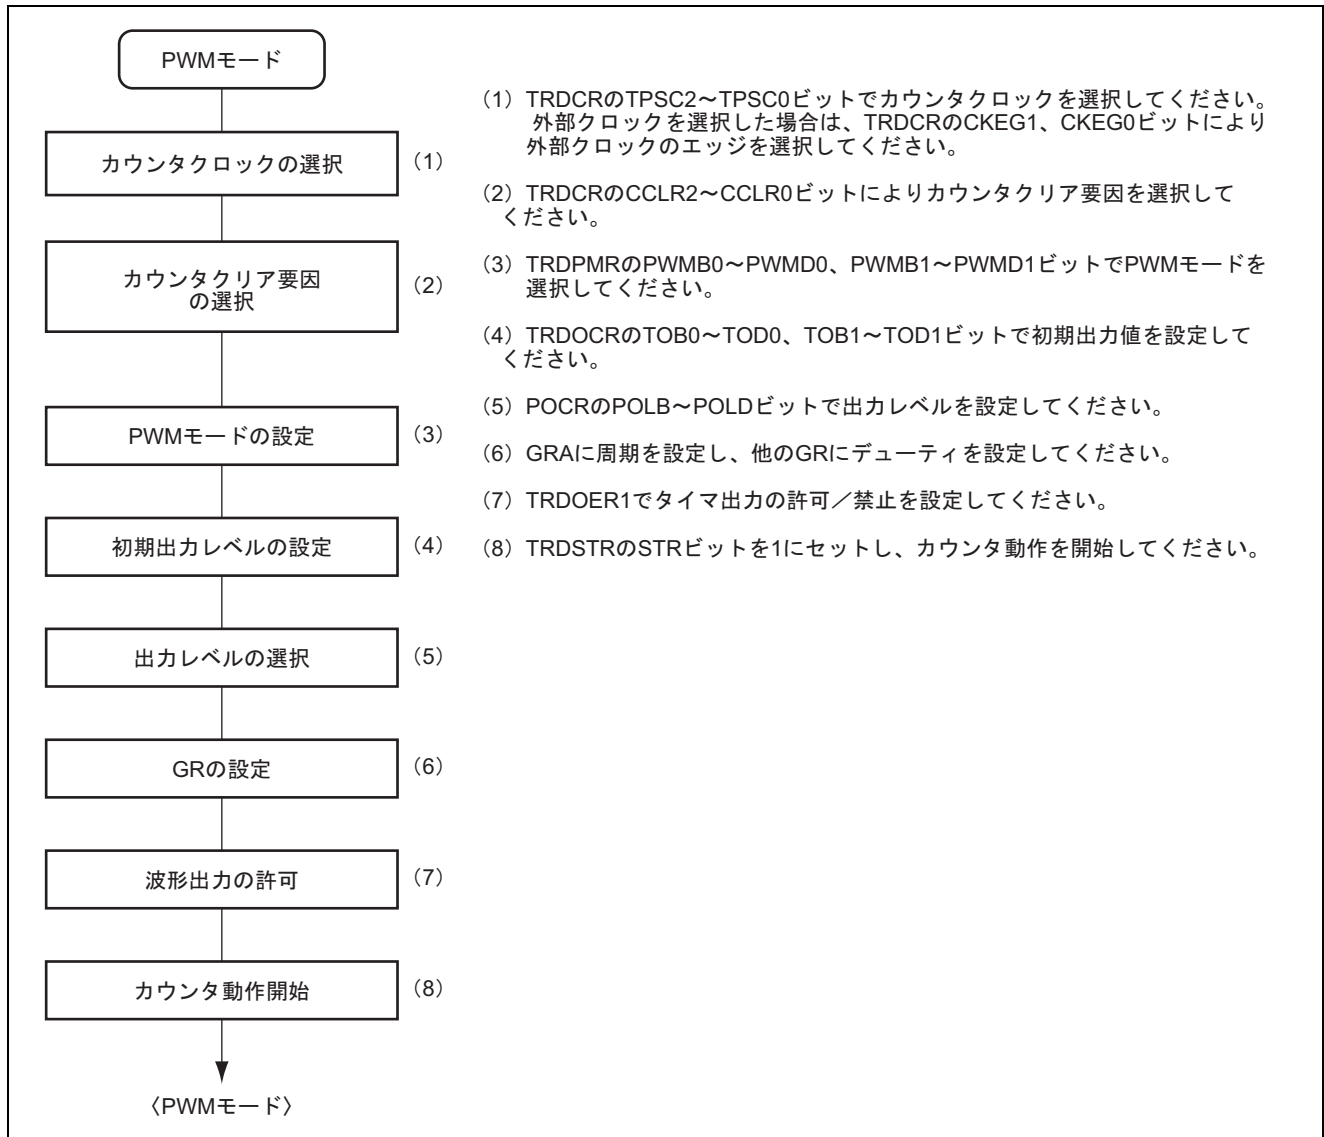 PWMモード
カウンタクロックの選択
(1)
カウンタクリア要因
の選択
(2)
PWMモードの設定
(3)
初期出力レベルの設定
(4)
出力レベルの選択
(5)
GRの設定
(6)
波形出力の許可
(7)
カウンタ動作開始
(8)
〈PWMモード〉
(1) TRDCRのTPSC2～TPSC0ビットでカウンタクロックを選択してください。
外部クロックを選択した場合は、TRDCRのCKEG1、CKEG0ビットにより
外部クロックのエッジを選択してください。
(2) TRDCRのCCLR2～CCLR0ビットによりカウンタクリア要因を選択して
ください。
(3) TRDPMRのPWMB0～PWMD0、PWMB1～PWMD1ビットでPWMモードを
選択してください。
(4) TRDOCRのTOB0～TOD0、TOB1～TOD1ビットで初期出力値を設定して
ください。
(5) POCRのPOLB～POLDビットで出力レベルを設定してください。
(6) GRAに周期を設定し、他のGRにデューティを設定してください。
(7) TRDOER1でタイマ出力の許可／禁止を設定してください。
(8) TRDSTRのSTRビットを1にセットし、カウンタ動作を開始してください。